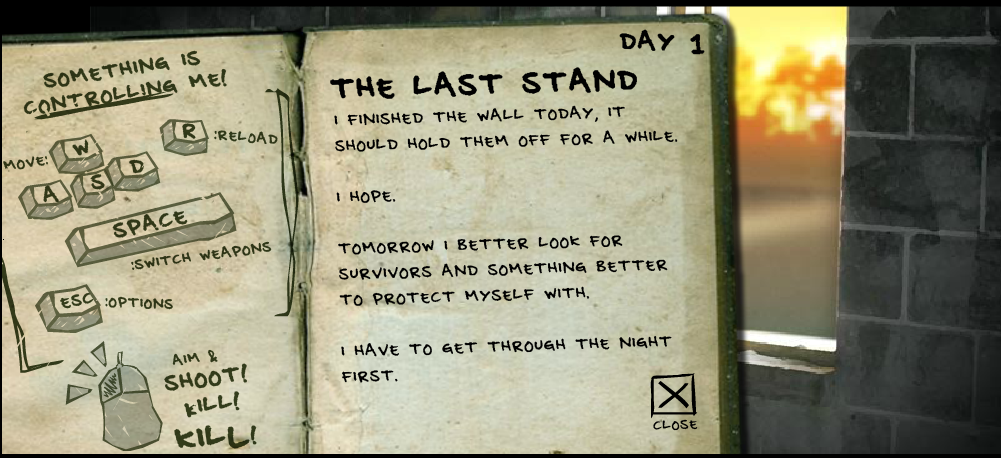 SOMETHING IS
CONTROLLING ME!
MOVE: W
R :RELOAD
A S D
SPACE
:SWITCH WEAPONS
ESC :OPTIONS
AIM &
SHOOT!
KILL!
KILL!
DAY 1
THE LAST STAND
I FINISHED THE WALL TODAY, IT
SHOULD HOLD THEM OFF FOR A WHILE.
I HOPE.
TOMORROW I BETTER LOOK FOR
SURVIVORS AND SOMETHING BETTER
TO PROTECT MYSELF WITH.
I HAVE TO GET THROUGH THE NIGHT
FIRST.
CLOSE